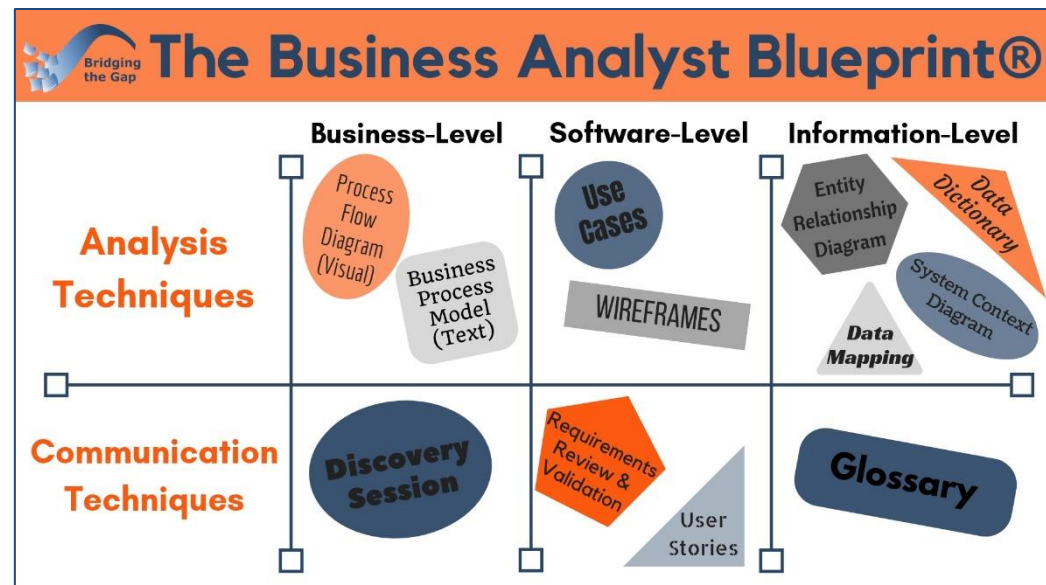 Bridging
the Gap
The Business Analyst Blueprint®
Business-Level
Software-Level
Information-Level
Analysis
Techniques
Process
Flow
Diagram
(Visual)
Business
Process
Model
(Text)
Use
Cases
WIREFRAMES
Entity
Relationship
Diagram
Data
Dictionary
System Context
Diagram
Data
Mapping
Communication
Techniques
Discovery
Session
Requirements
Review &
Validation
User
Stories
Glossary